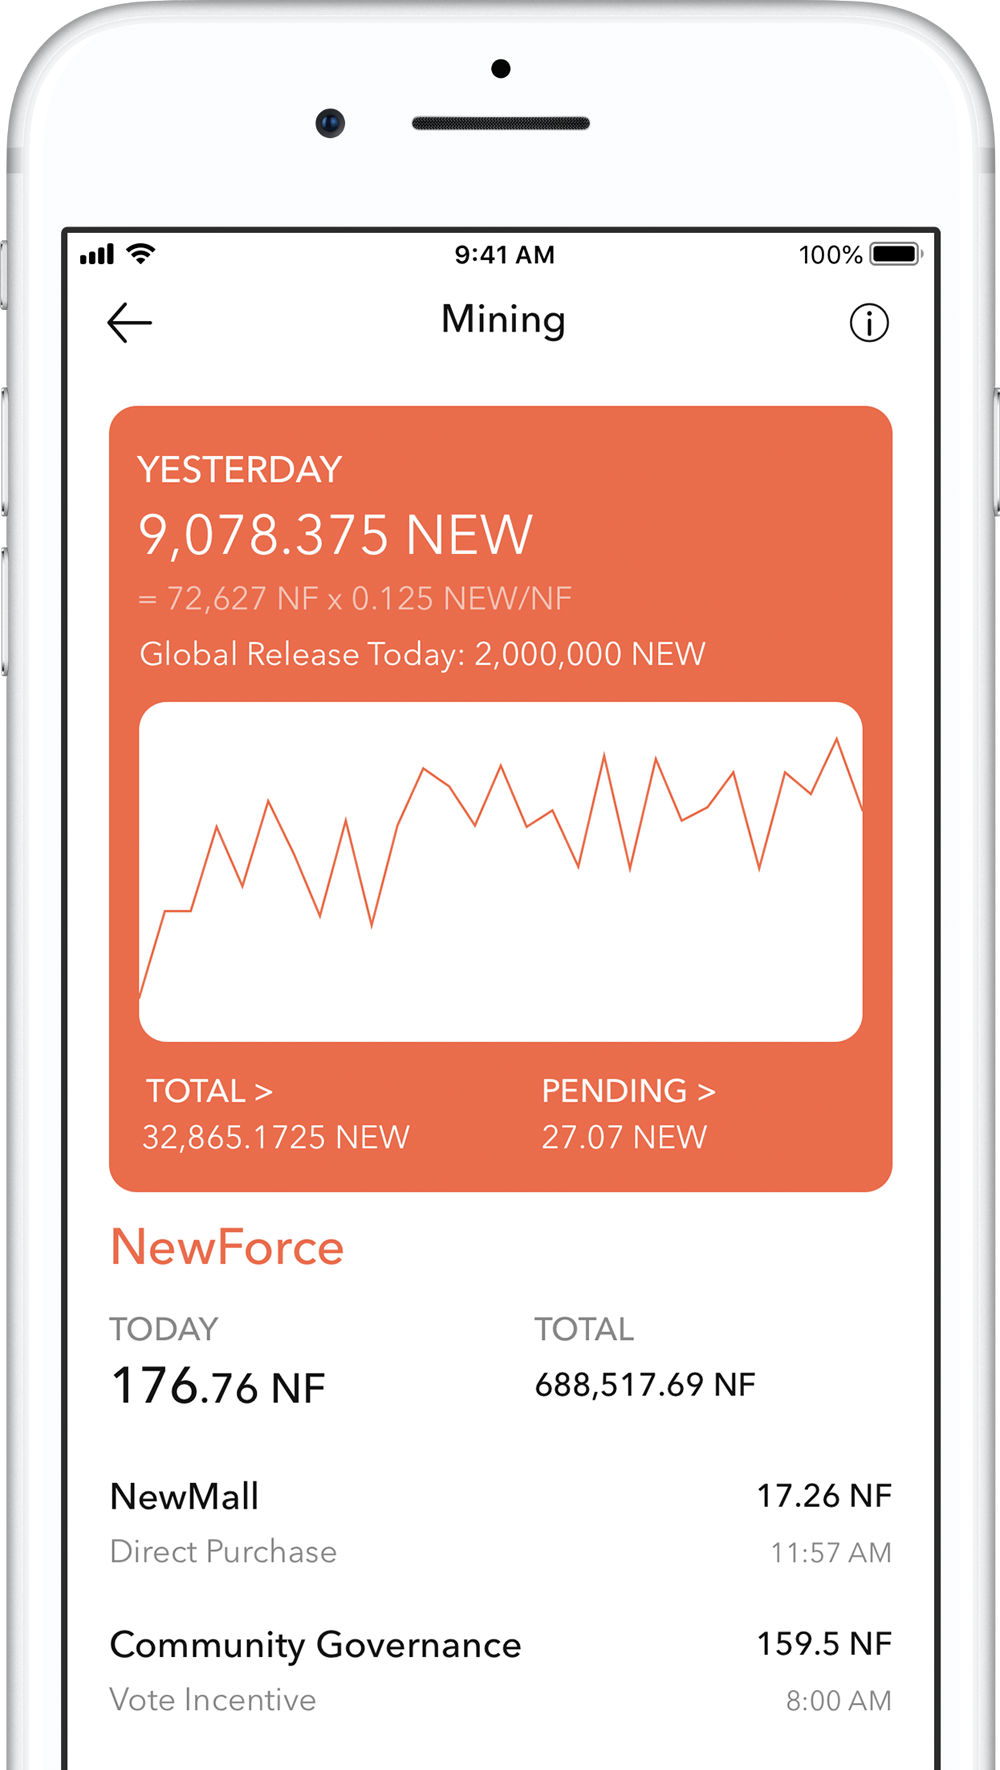 9:41 AM 100%
Mining
YESTERDAY
9,078.375 NEW
= 72,627 NF x 0.125 NEW/NF
Global Release Today: 2,000,000 NEW
TOTAL > PENDING >
32,865.1725 NEW 27.07 NEW
NewForce
TODAY TOTAL
176.76 NF 688,517.69 NF
NewMall 17.26 NF
Direct Purchase 11:57 AM
Community Governance 159.5 NF
Vote Incentive 8:00 AM